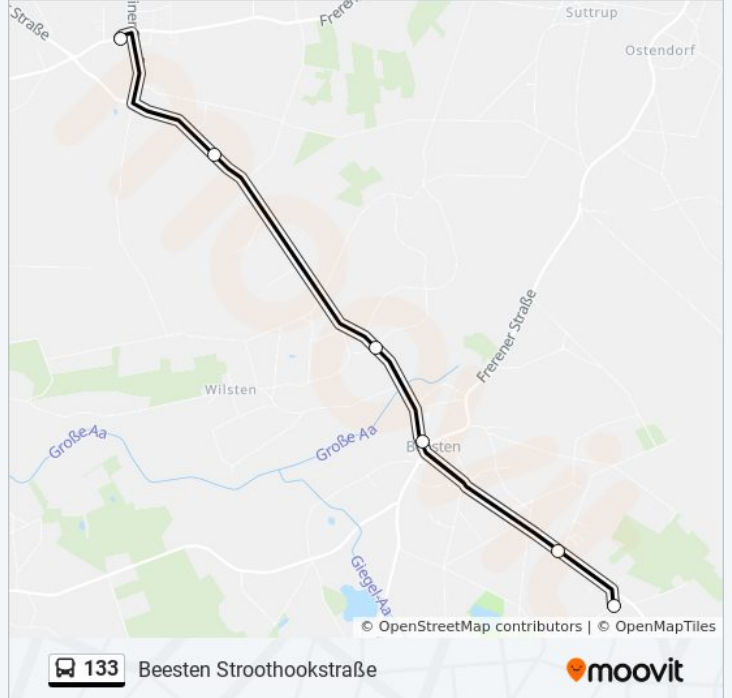 Straße
Suttrup
Ostendorf
Frerener Straße
Wilsten
Große Aa
Große Aa
Beesten
Giegel-Aa
© OpenStreetMap contributors | © OpenMapTiles
133 Beesten Stroothookstraße
moovit